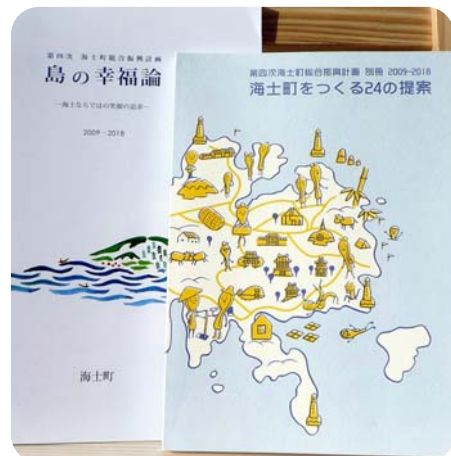 第四次 海士町総合振興計画
島の幸福論
―海士ならではの笑顔の追求―
2009-2018
海士町
第四次海士町総合振興計画 別冊 2009-2018
海士町をつくる24の提案